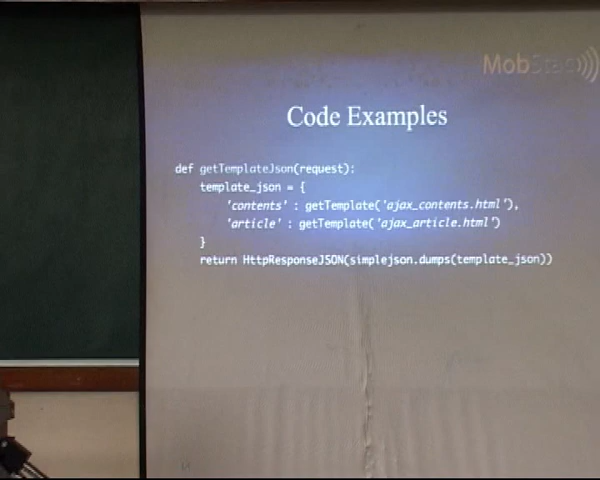 MobStac
Code Examples
def getTemplateJson(request):
template_json = {
'contents' : getTemplate('ajax_contents.html'),
'article' : getTemplate('ajax_article.html')
}
return HttpResponseJSON(simplejson.dumps(template_json))